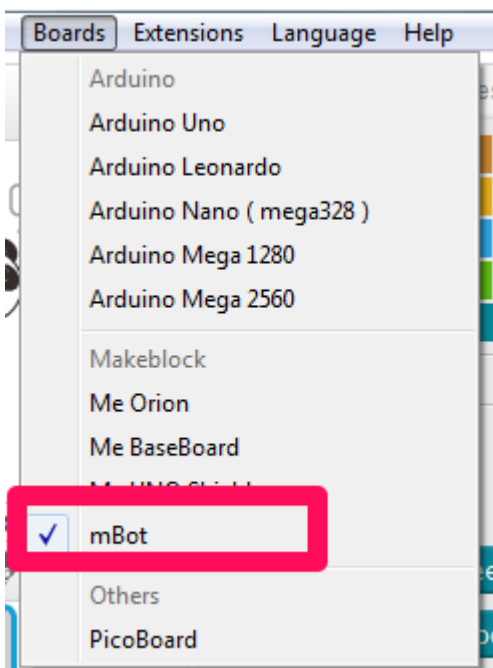 Boards Extensions Language Help
Arduino
Arduino Uno
Arduino Leonardo
Arduino Nano ( mega328 )
Arduino Mega 1280
Arduino Mega 2560
Makeblock
Me Orion
Me BaseBoard
mBot
Others
PicoBoard